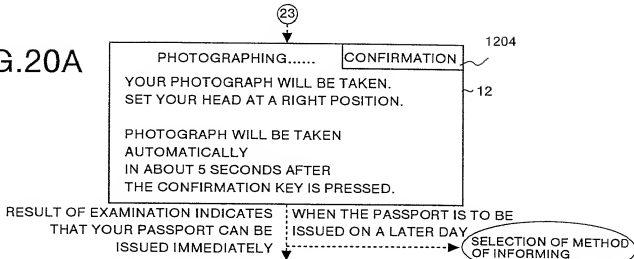 23
G.20A
PHOTOGRAPHING......
CONFIRMATION
1204
12
YOUR PHOTOGRAPH WILL BE TAKEN.
SET YOUR HEAD AT A RIGHT POSITION.
PHOTOGRAPH WILL BE TAKEN
AUTOMATICALLY
IN ABOUT 5 SECONDS AFTER
THE CONFIRMATION KEY IS PRESSED.
RESULT OF EXAMINATION INDICATES
THAT YOUR PASSPORT CAN BE
ISSUED IMMEDIATELY
WHEN THE PASSPORT IS TO BE
ISSUED ON A LATER DAY
SELECTION OF METHOD
OF INFORMING